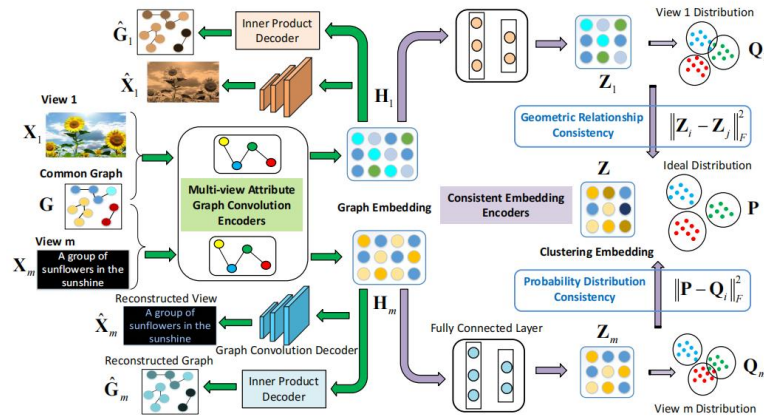 Ĝ₁
Inner Product
Decoder
X̂₁
H₁
Z₁
View 1 Distribution
Q
View 1
X₁
Common Graph
G
View m
Xₘ
A group of
sunflowers in the
sunshine
Multi-view Attribute
Graph Convolution
Encoders
Graph Embedding
Consistent Embedding
Encoders
Geometric Relationship
Consistency
‖Zᵢ − Zⱼ‖²_F
Z
Clustering Embedding
Ideal Distribution
P
Probability Distribution
Consistency
‖P − Qᵢ‖²_F
Reconstructed View
X̂ₘ
A group of
sunflowers in the
sunshine
Graph Convolution Decoder
Hₘ
Fully Connected Layer
Zₘ
Qₙ
View m Distribution
Reconstructed Graph
Ĝₘ
Inner Product
Decoder